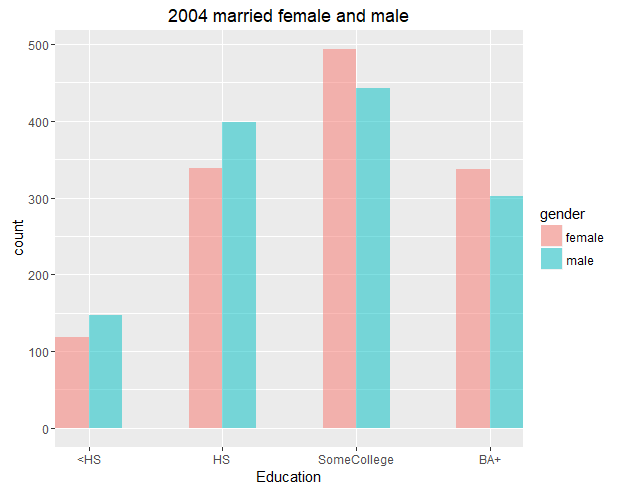 2004 married female and male
500
400
300
200
100
0
count
<HS HS SomeCollege BA+
Education
gender
female
male